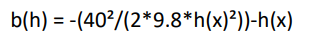 b(h) = -(40²/(2*9.8*h(x)²))-h(x)